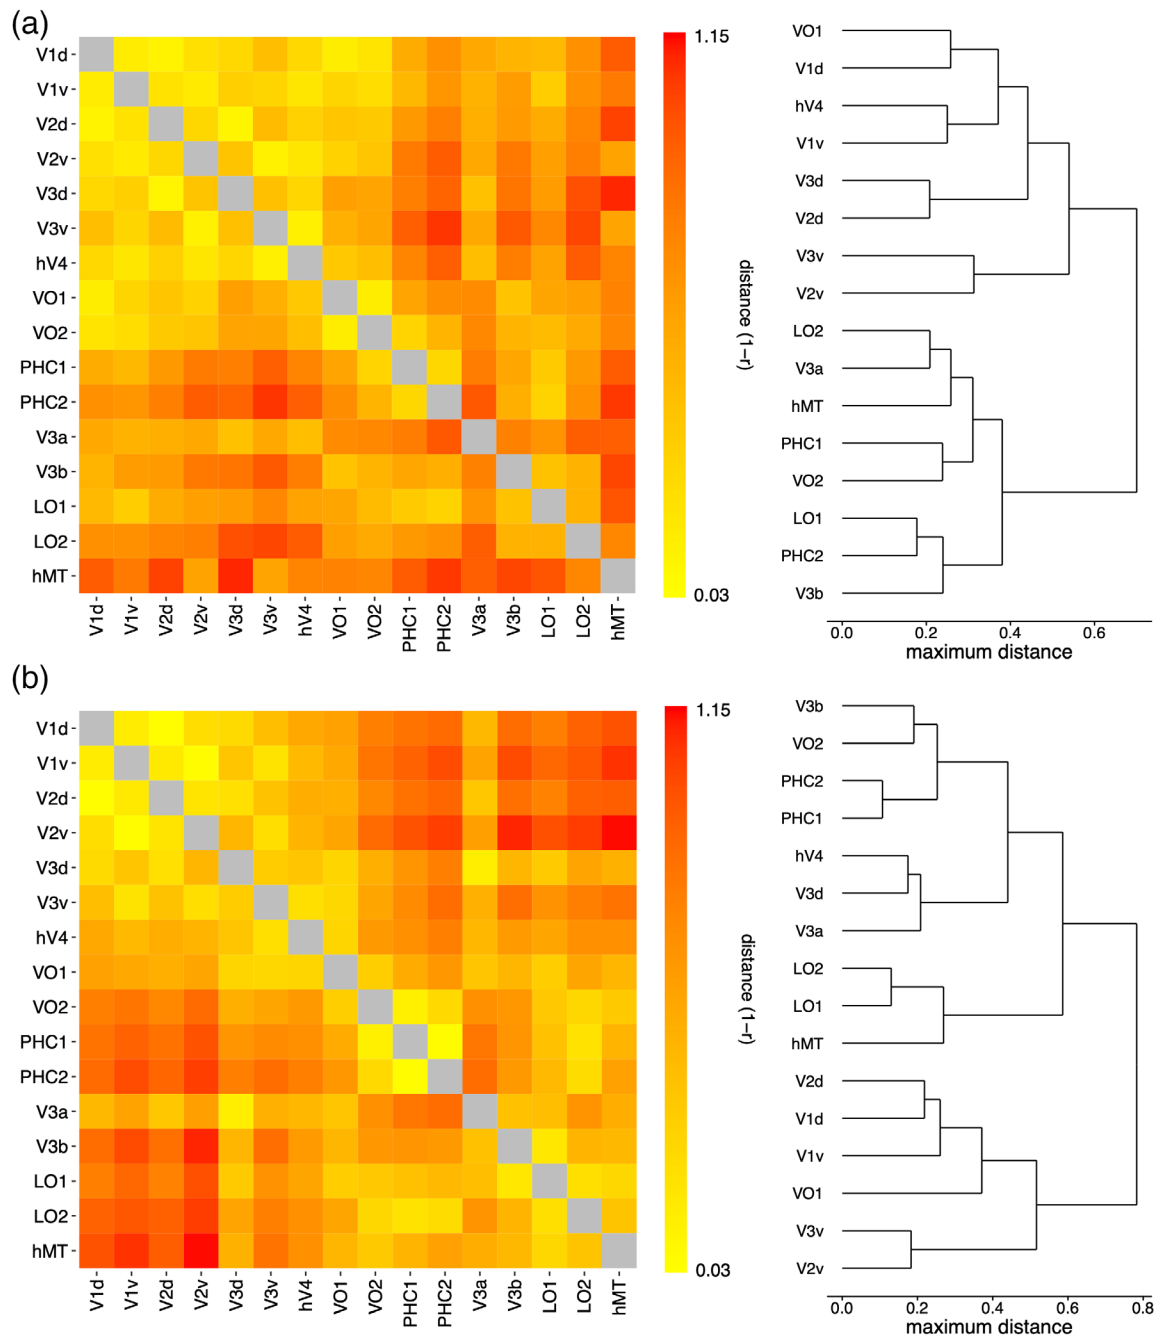 (a)
V1d
V1v
V2d
V2v
V3d
V3v
hV4
VO1
VO2
PHC1
PHC2
V3a
V3b
LO1
LO2
hMT
V1d V1v V2d V2v V3d V3v hV4 VO1 VO2 PHC1 PHC2 V3a V3b LO1 LO2 hMT
1.15
0.03
distance (1−r)
VO1
V1d
hV4
V1v
V3d
V2d
V3v
V2v
LO2
V3a
hMT
PHC1
VO2
LO1
PHC2
V3b
0.0 0.2 0.4 0.6
maximum distance
(b)
V1d
V1v
V2d
V2v
V3d
V3v
hV4
VO1
VO2
PHC1
PHC2
V3a
V3b
LO1
LO2
hMT
V1d V1v V2d V2v V3d V3v hV4 VO1 VO2 PHC1 PHC2 V3a V3b LO1 LO2 hMT
1.15
0.03
distance (1−r)
V3b
VO2
PHC2
PHC1
hV4
V3d
V3a
LO2
LO1
hMT
V2d
V1d
V1v
VO1
V3v
V2v
0.0 0.2 0.4 0.6 0.8
maximum distance